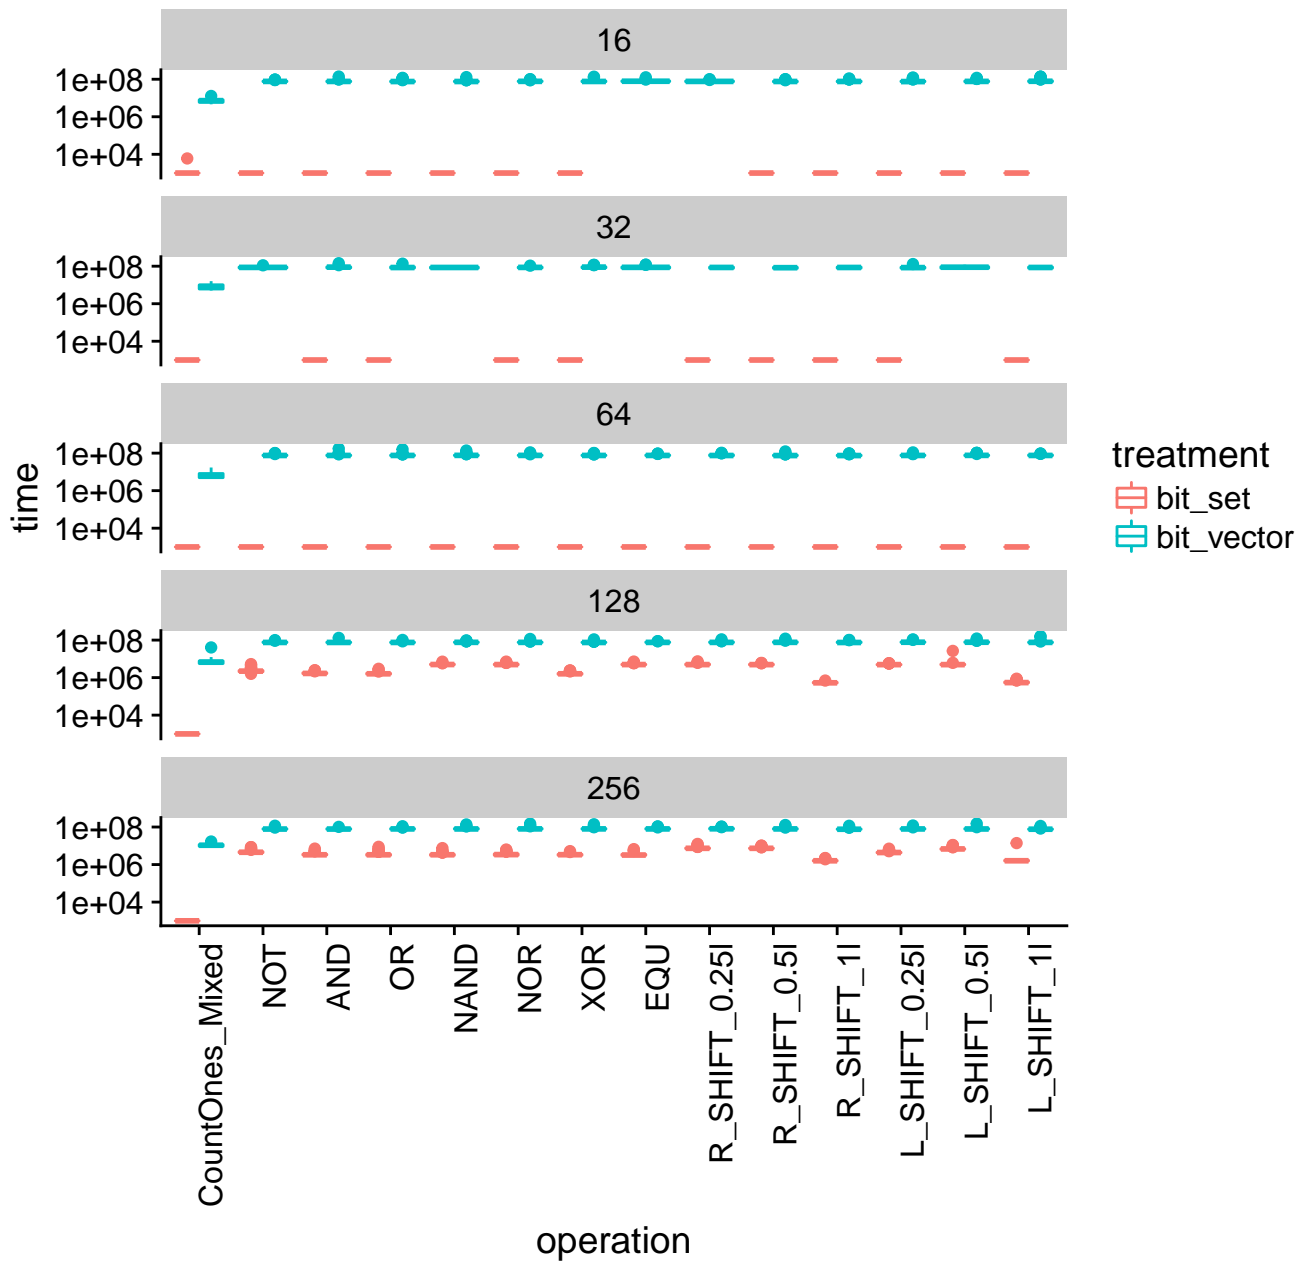 16
1e+08
1e+06
1e+04
32
1e+08
1e+06
1e+04
64
1e+08
1e+06
1e+04
128
1e+08
1e+06
1e+04
256
1e+08
1e+06
1e+04
time
CountOnes_Mixed
NOT
AND
OR
NAND
NOR
XOR
EQU
R_SHIFT_0.25l
R_SHIFT_0.5l
R_SHIFT_1l
L_SHIFT_0.25l
L_SHIFT_0.5l
L_SHIFT_1l
operation
treatment
bit_set
bit_vector